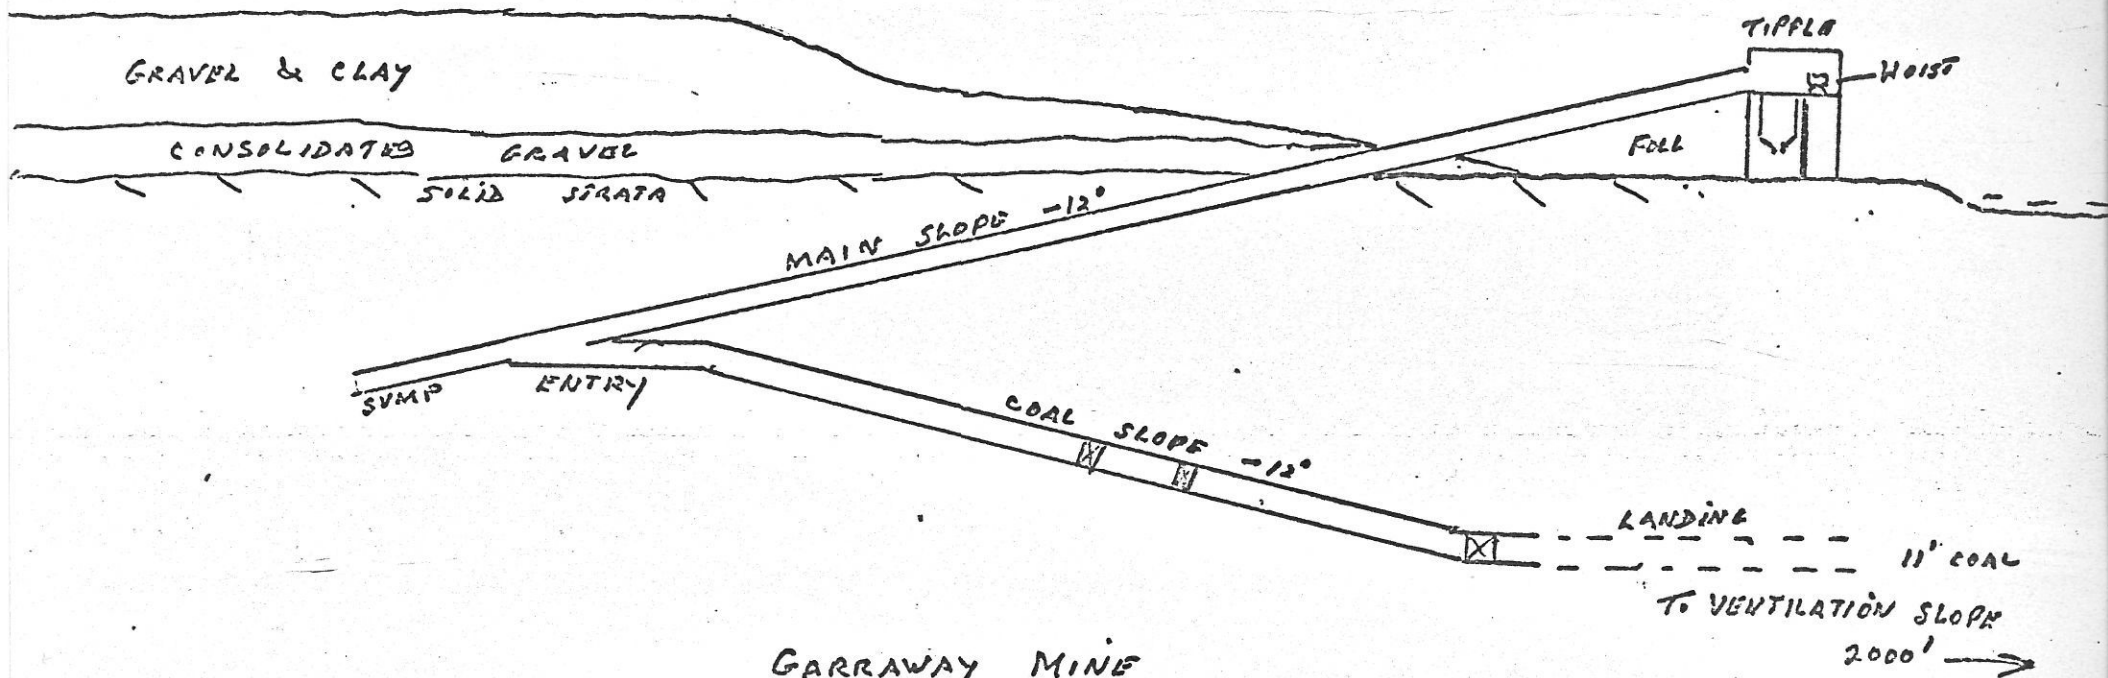 TIPPLE
GRAVEL & CLAY
HOIST
CONSOLIDATED GRAVEL
FILL
SOLID STRATA
MAIN SLOPE -12°
SUMP
ENTRY
COAL SLOPE -12°
LANDING
11' COAL
TO VENTILATION SLOPE
2000'
GARRAWAY MINE